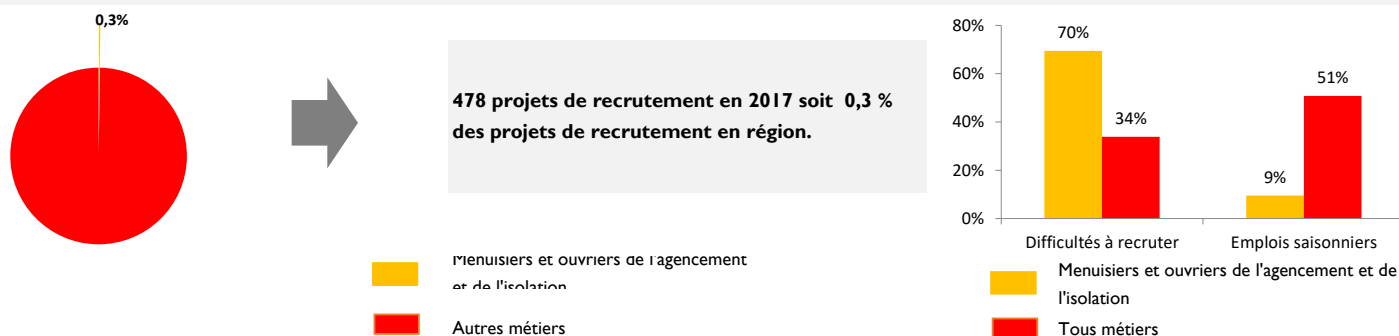 0,3%
478 projets de recrutement en 2017 soit 0,3 %
des projets de recrutement en région.
Menuisiers et ouvriers de l'agencement
et de l'isolation
Autres métiers
80%
60%
40%
20%
0%
70%
34%
9%
51%
Difficultés à recruter
Emplois saisonniers
Menuisiers et ouvriers de l'agencement et de
l'isolation
Tous métiers